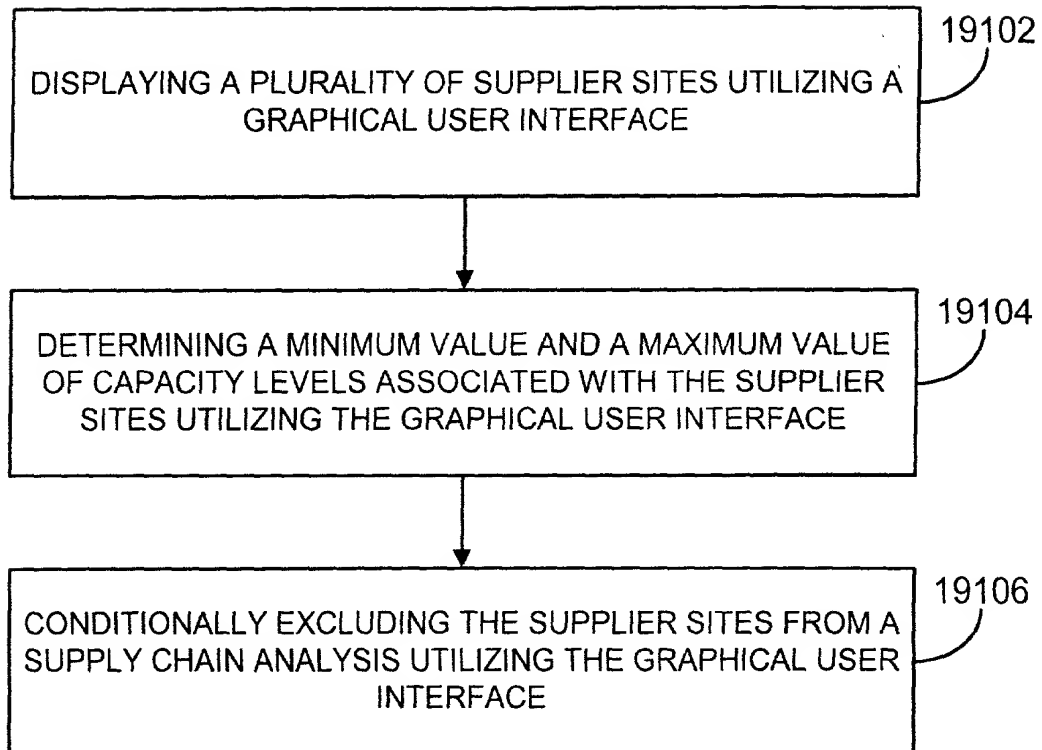 19102
DISPLAYING A PLURALITY OF SUPPLIER SITES UTILIZING A
GRAPHICAL USER INTERFACE
19104
DETERMINING A MINIMUM VALUE AND A MAXIMUM VALUE
OF CAPACITY LEVELS ASSOCIATED WITH THE SUPPLIER
SITES UTILIZING THE GRAPHICAL USER INTERFACE
19106
CONDITIONALLY EXCLUDING THE SUPPLIER SITES FROM A
SUPPLY CHAIN ANALYSIS UTILIZING THE GRAPHICAL USER
INTERFACE